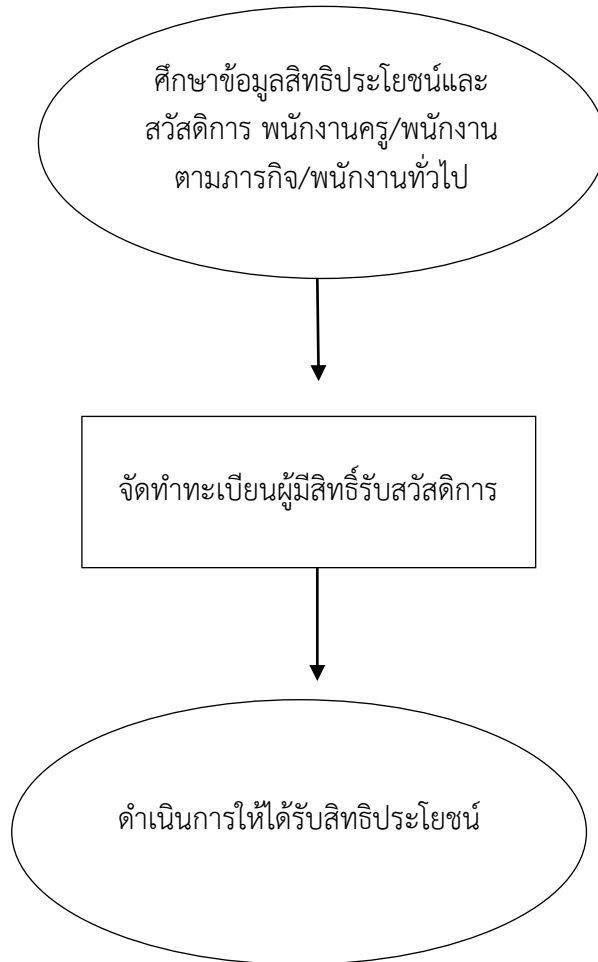 ศึกษาข้อมูลสิทธิประโยชน์และ
สวัสดิการ พนักงานครู/พนักงาน
ตามภารกิจ/พนักงานทั่วไป
จัดทำทะเบียนผู้มีสิทธิ์รับสวัสดิการ
ดำเนินการให้ได้รับสิทธิประโยชน์